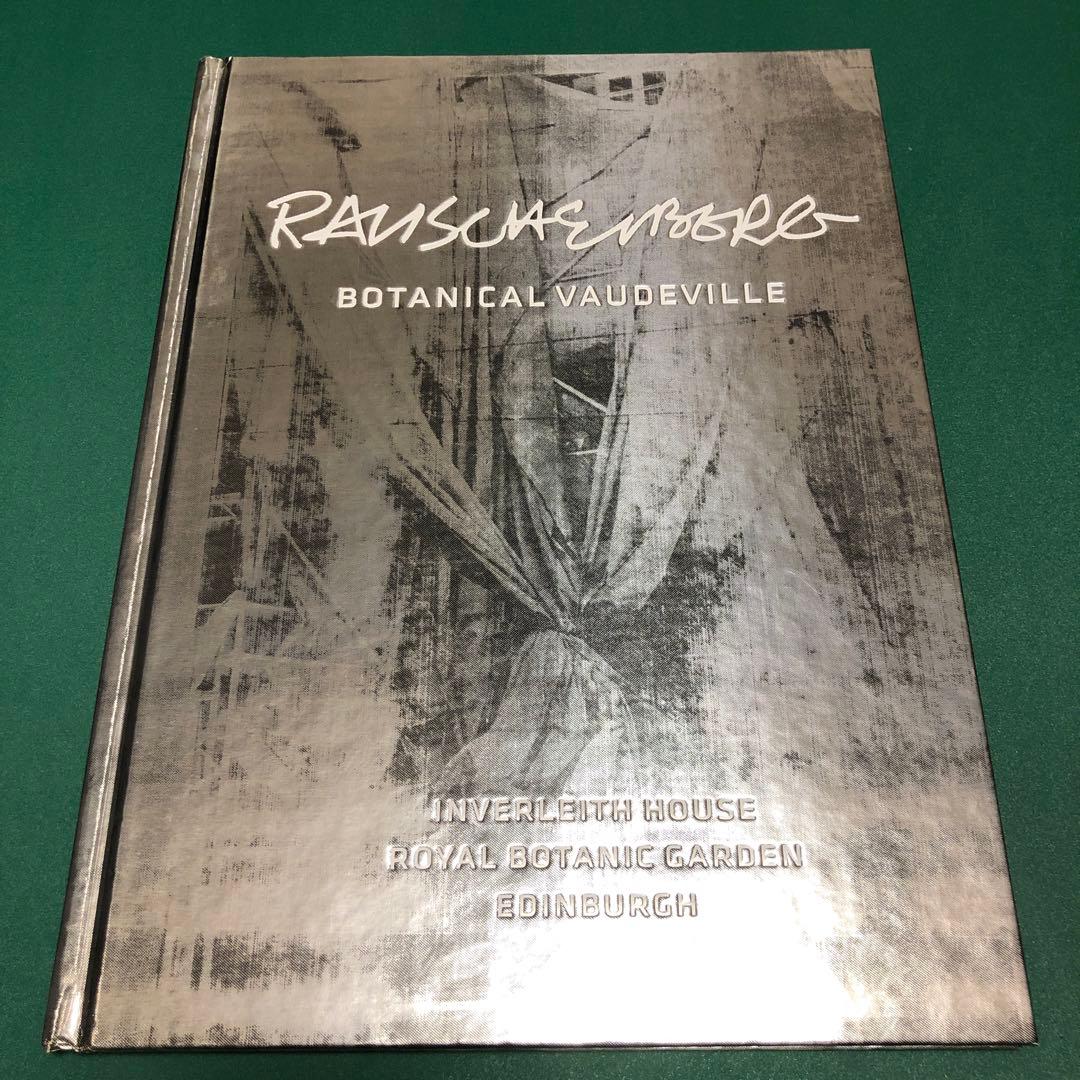 RAUSCHENBERG
BOTANICAL VAUDEVILLE
INVERLEITH HOUSE
ROYAL BOTANIC GARDEN
EDINBURGH